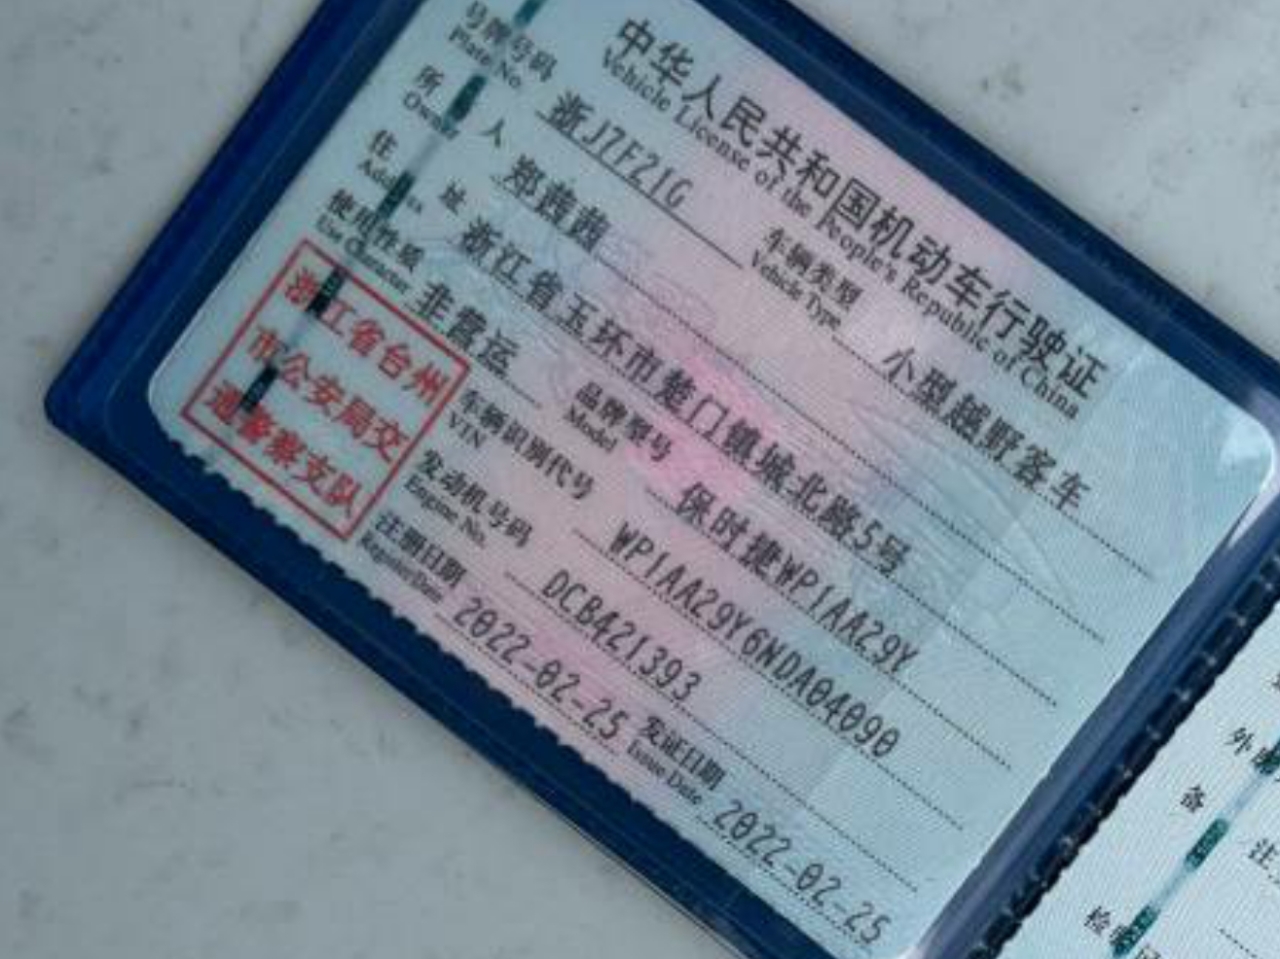 中华人民共和国机动车行驶证
Vehicle License of the People's Republic of China
号牌号码 浙J7F21G 车辆类型 小型越野客车
Plate No. Vehicle Type
所 人 郑茜茜
Owner
住 址 浙江省玉环市楚门镇城北路5号
使用性质 非营运 品牌型号 保时捷WP1AA29Y
Use Character Model
车辆识别代号 WP1AA29Y6NDA04090
VIN
发动机号码 DCB421393
Engine No.
注册日期 2022-02-25 发证日期 2022-02-25
Register Date Issue Date
浙江省台州
市公安局交
通警察支队
外
备
注
检